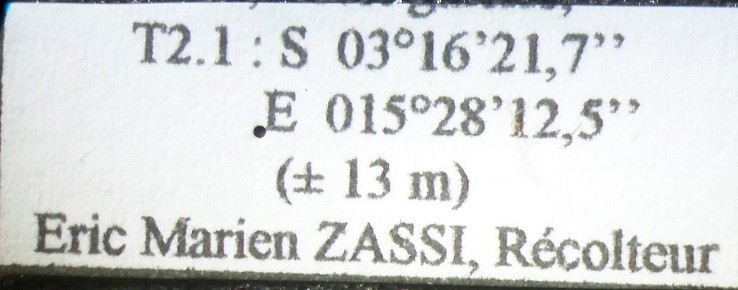 T2.1 : S 03°16’21,7’’
E 015°28’12,5’’
(± 13 m)
Eric Marien ZASSI, Récolteur